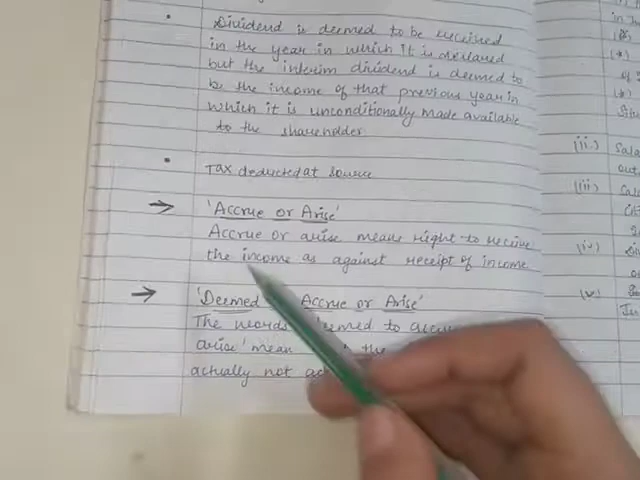 Dividend is deemed to be received
in the year in which it is declared
but the interim dividend is deemed to
be the income of that previous year in
which it is unconditionally made available
to the shareholder
Tax deducted at source
'Accrue or Arise'
Accrue or arise means right to receive
the income as against receipt of income
'Deemed Accrue or Arise'
The words to
arise' mean the
actually not
(ii)
(iii)
(iv)
(v)